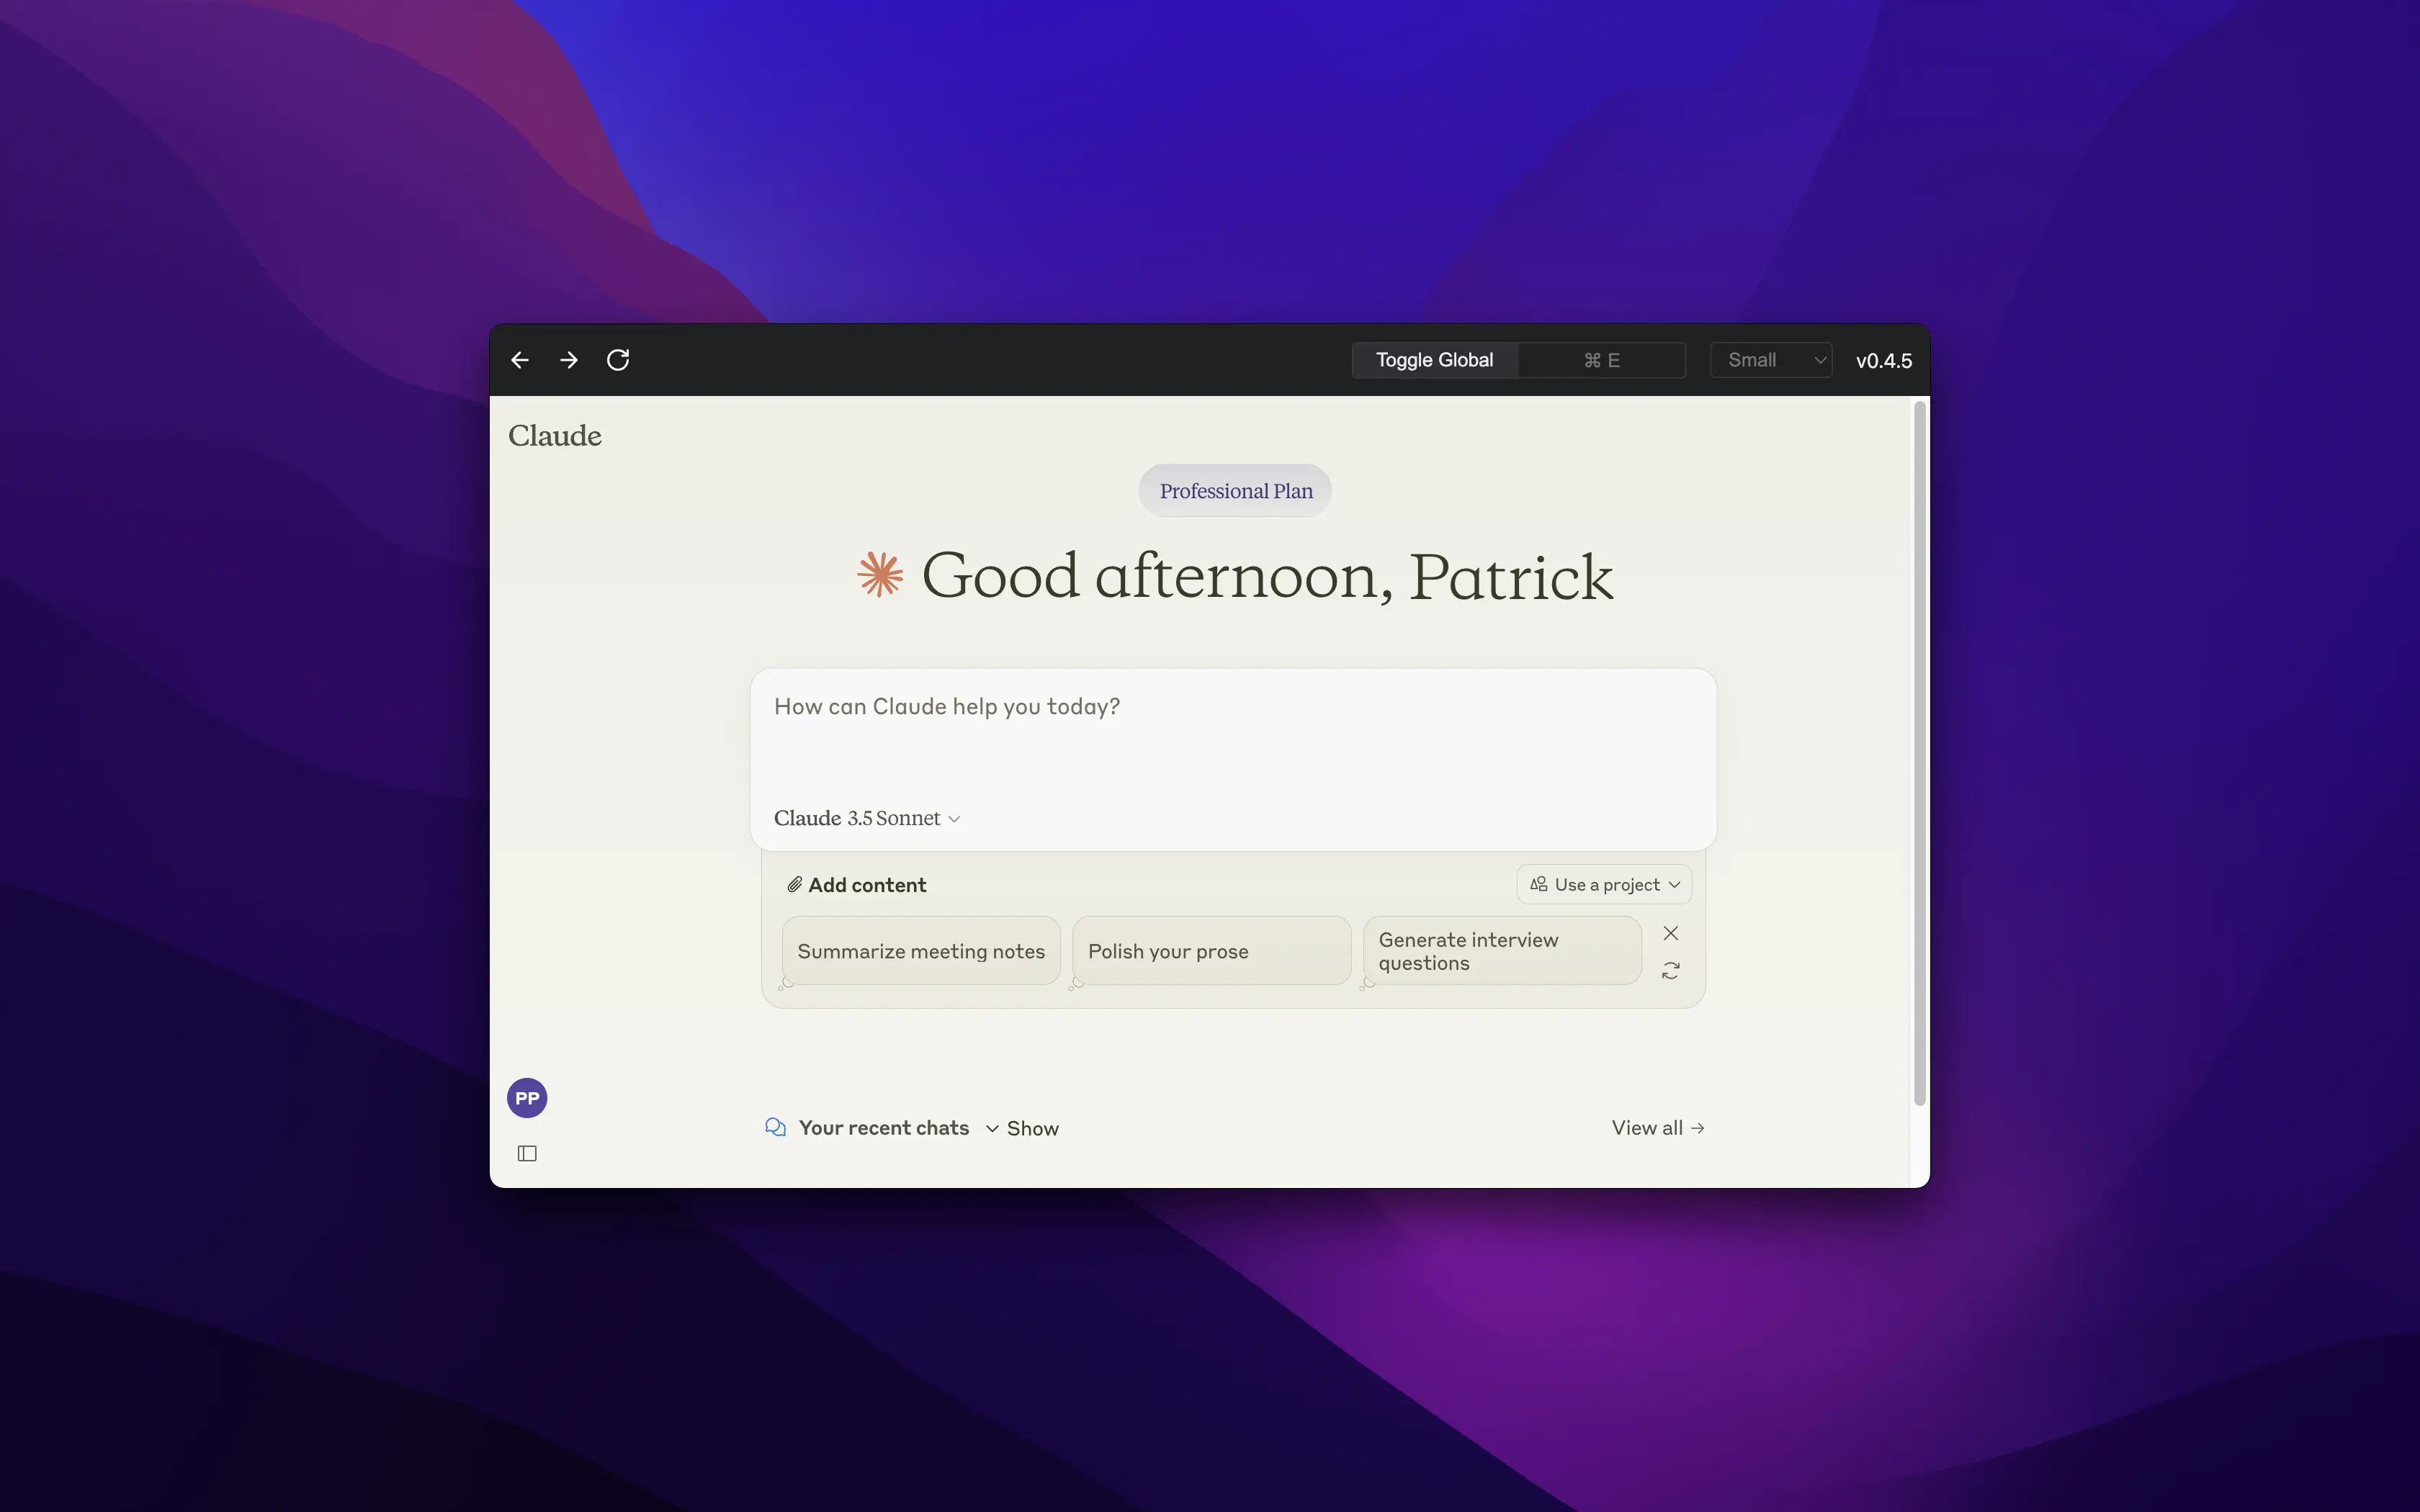 Toggle Global ⌘ E Small v0.4.5
Claude
Professional Plan
Good afternoon, Patrick
How can Claude help you today?
Claude 3.5 Sonnet
Add content
Use a project
Summarize meeting notes
Polish your prose
Generate interview
questions
PP
Your recent chats Show
View all →